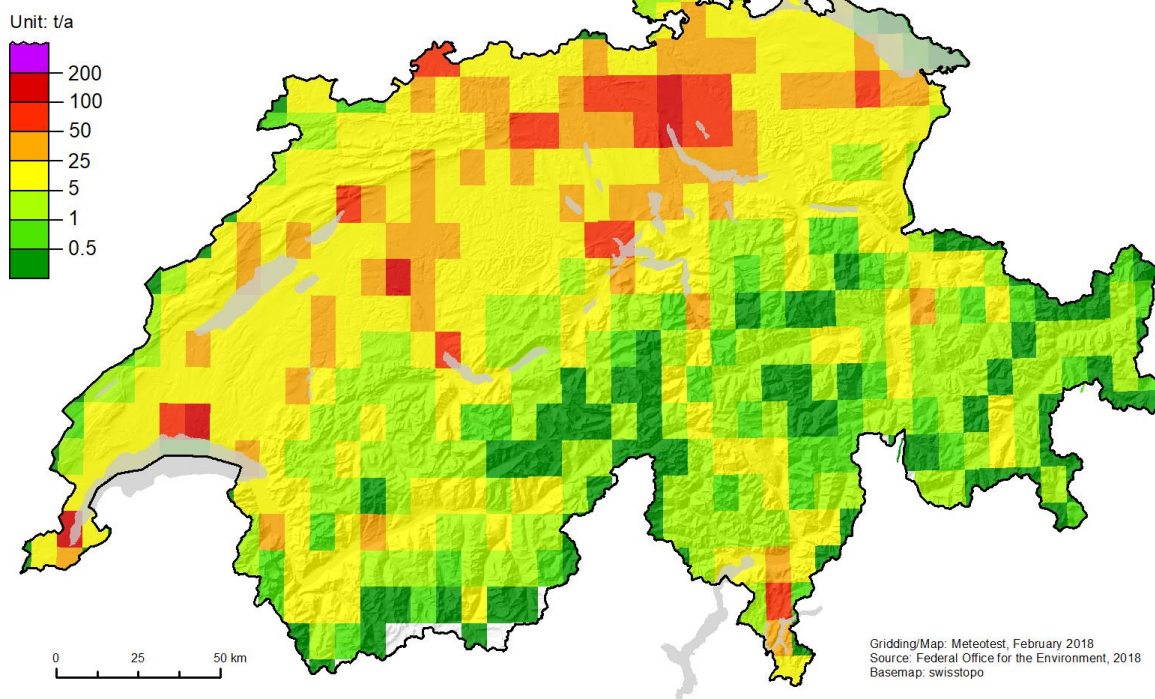 Unit: t/a
200
100
50
25
5
1
0.5
0 25 50 km
Gridding/Map: Meteotest, February 2018
Source: Federal Office for the Environment, 2018
Basemap: swisstopo